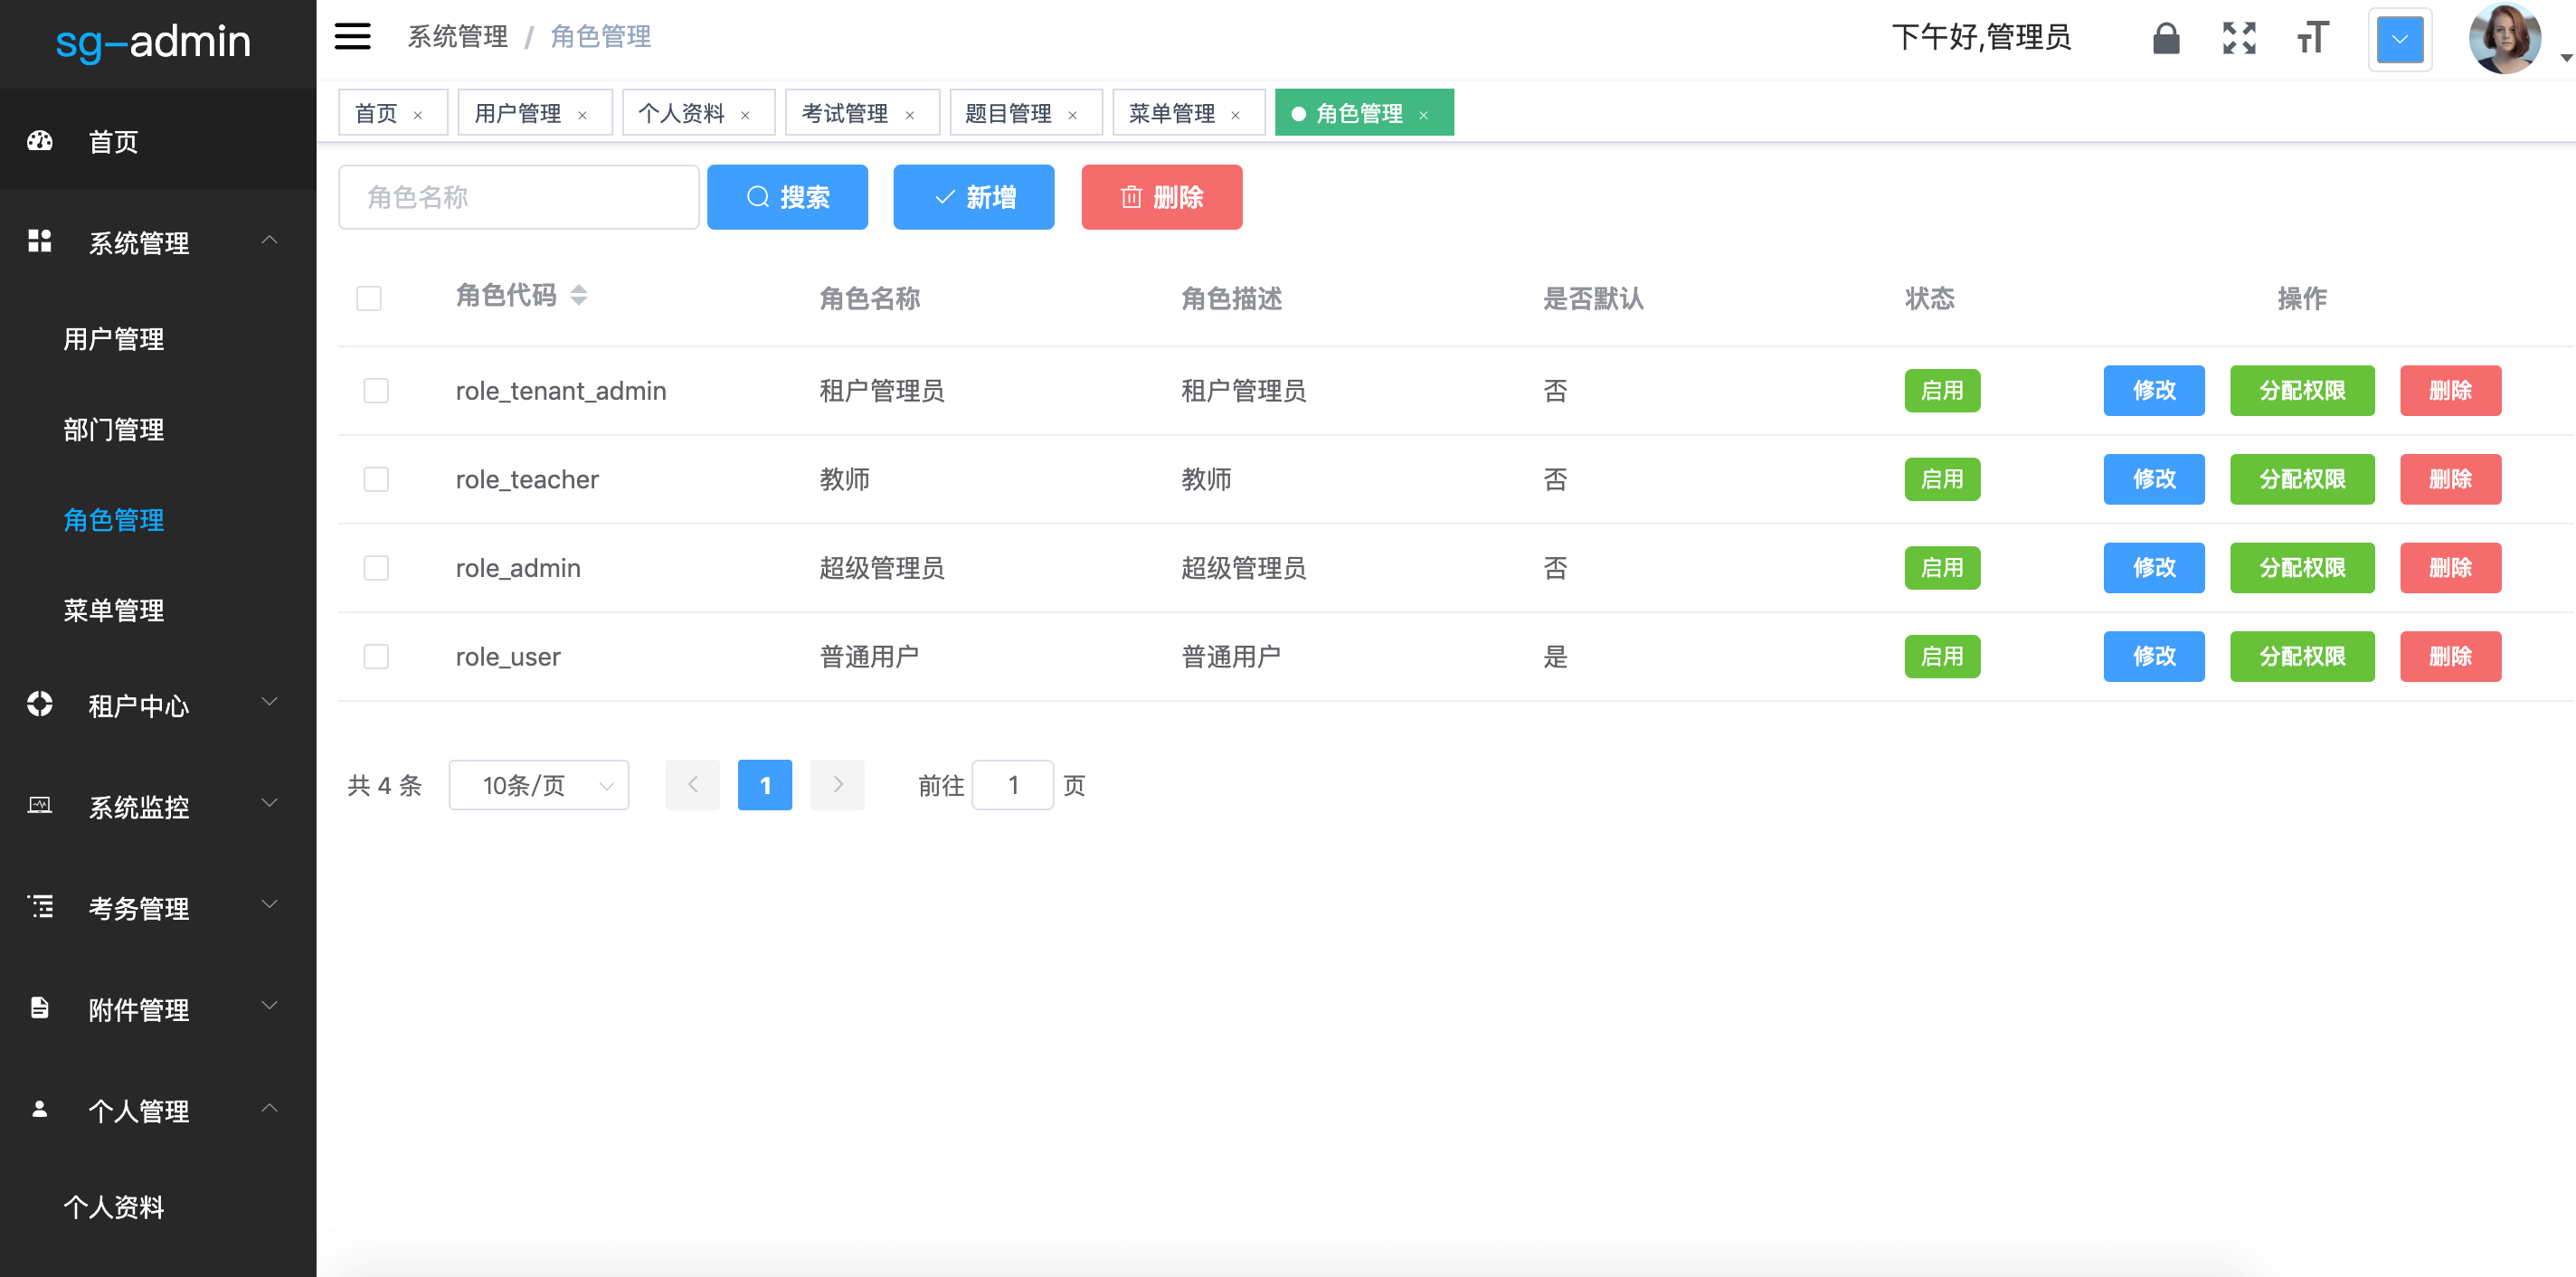 sg-admin
首页
系统管理
用户管理
部门管理
角色管理
菜单管理
租户中心
系统监控
考务管理
附件管理
个人管理
个人资料
系统管理 / 角色管理
下午好,管理员
首页 × 用户管理 × 个人资料 × 考试管理 × 题目管理 × 菜单管理 × 角色管理 ×
角色名称 搜索 新增 删除
角色代码 角色名称 角色描述 是否默认 状态 操作
role_tenant_admin 租户管理员 租户管理员 否 启用 修改 分配权限 删除
role_teacher 教师 教师 否 启用 修改 分配权限 删除
role_admin 超级管理员 超级管理员 否 启用 修改 分配权限 删除
role_user 普通用户 普通用户 是 启用 修改 分配权限 删除
共 4 条 10条/页 1 前往 1 页